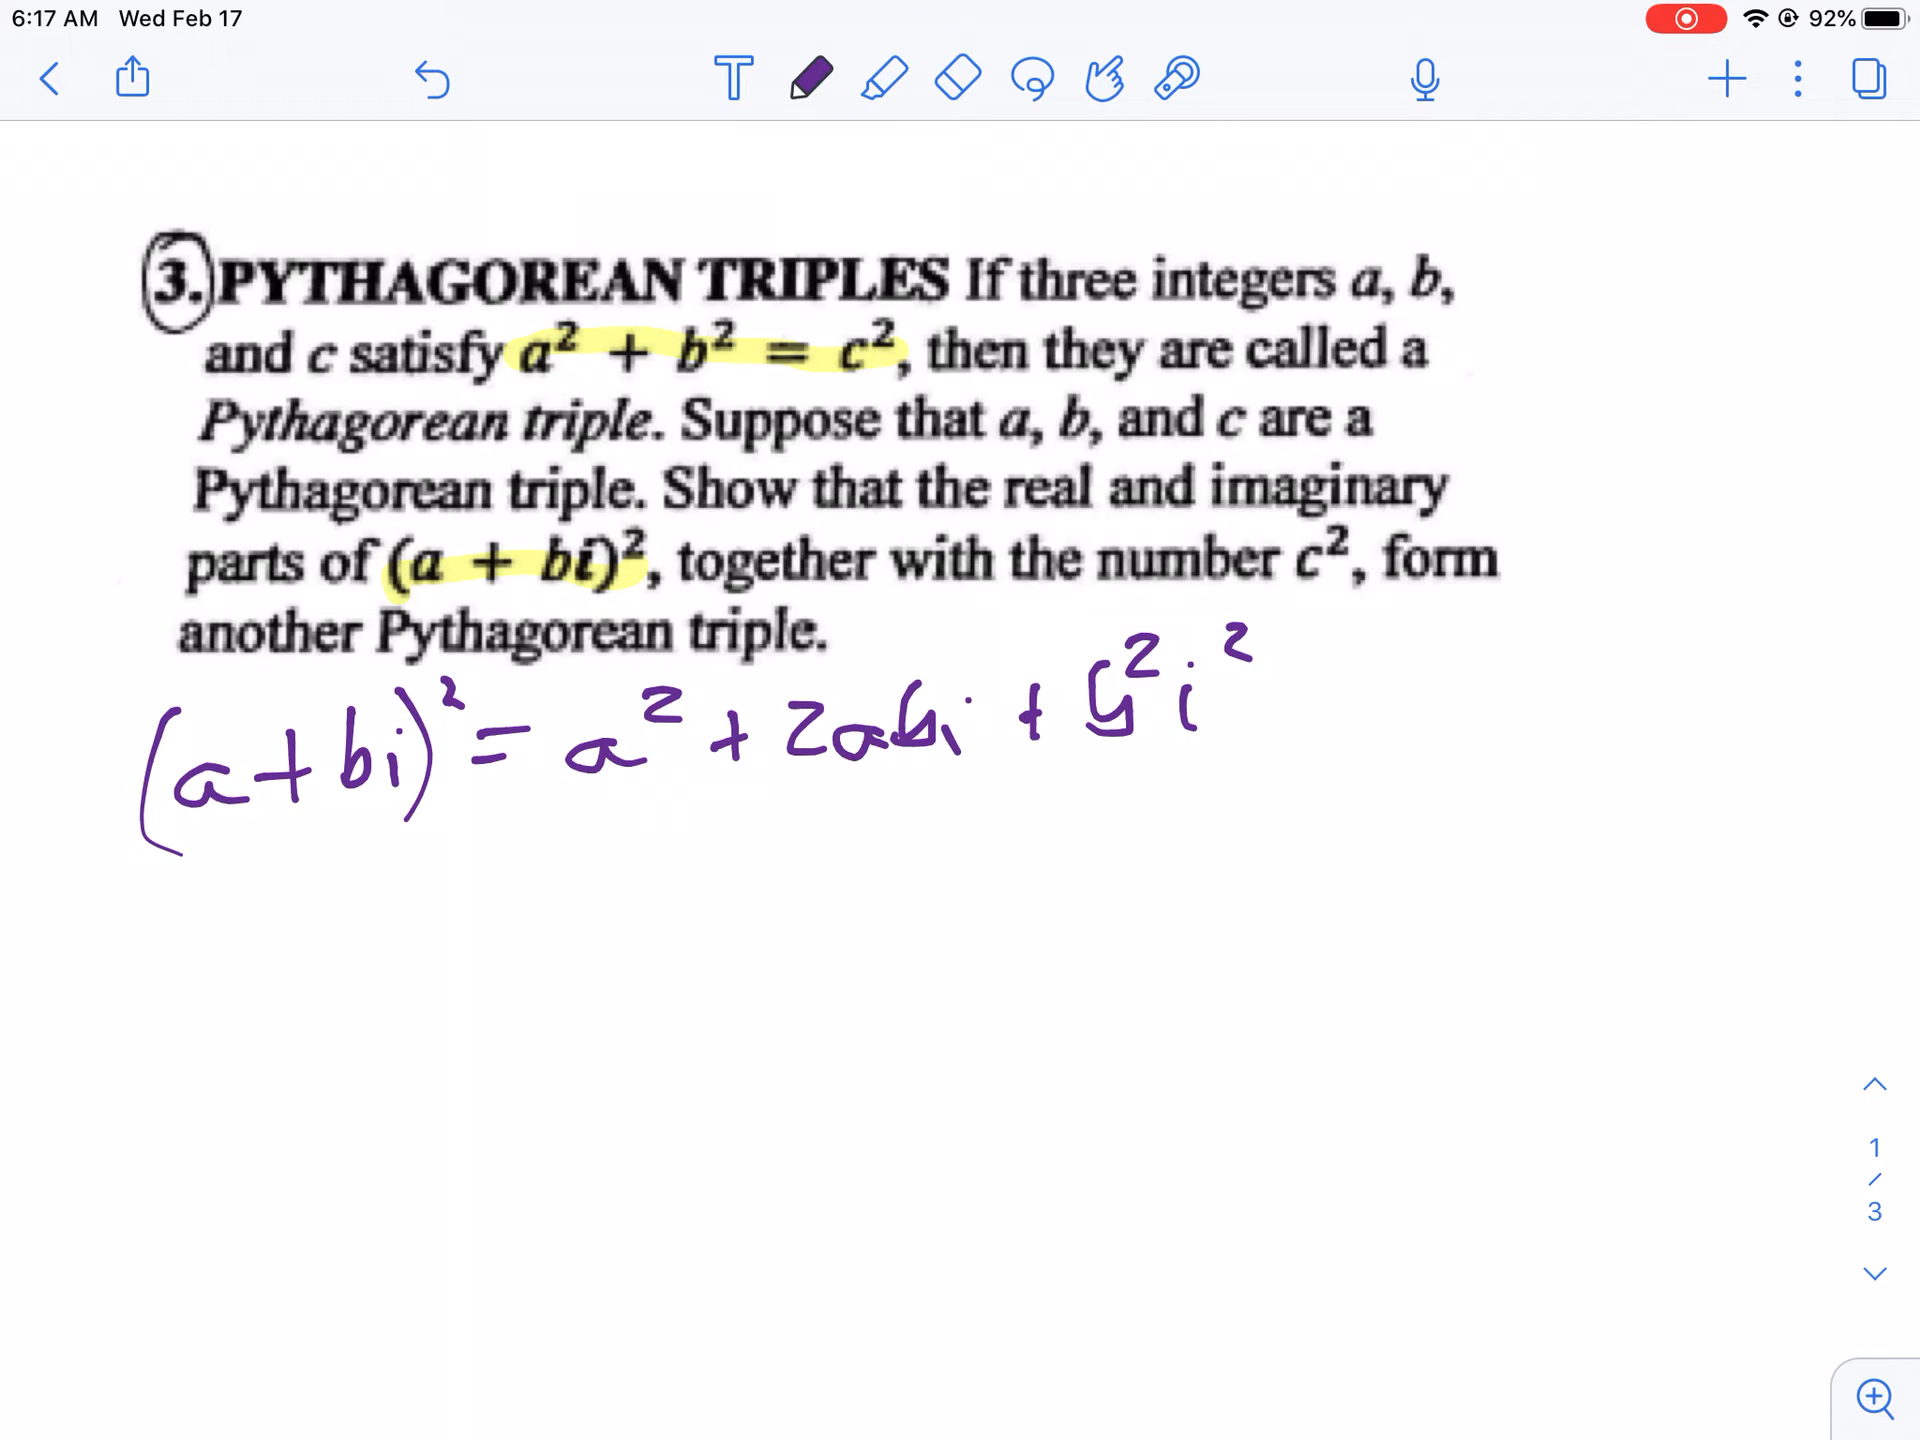 6:17 AM Wed Feb 17 92%
T
3. PYTHAGOREAN TRIPLES If three integers a, b,
and c satisfy a² + b² = c², then they are called a
Pythagorean triple. Suppose that a, b, and c are a
Pythagorean triple. Show that the real and imaginary
parts of (a + bi)², together with the number c², form
another Pythagorean triple.
(a+bi)² = a² + 2abi + b²i²
1
/
3